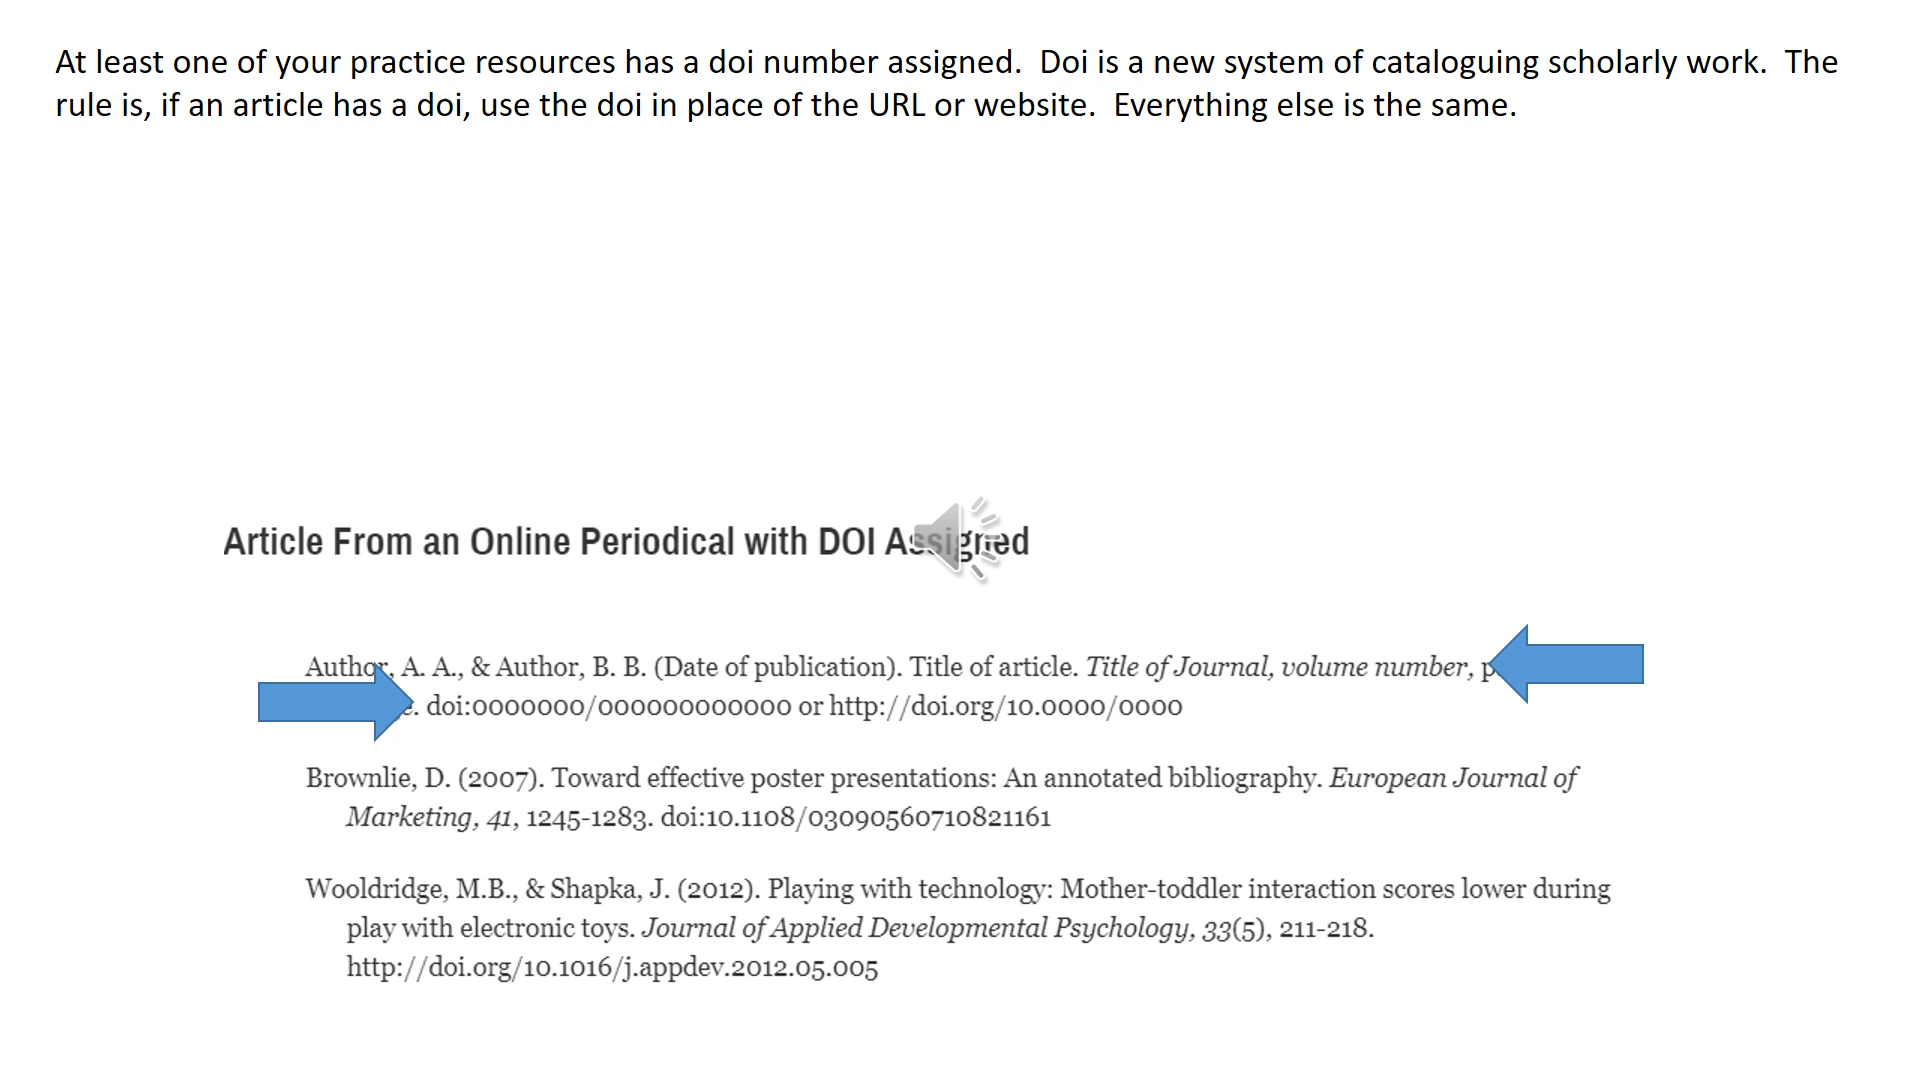 At least one of your practice resources has a doi number assigned.  Doi is a new system of cataloguing scholarly work.  The
rule is, if an article has a doi, use the doi in place of the URL or website.  Everything else is the same.
Article From an Online Periodical with DOI Assigned
Author, A. A., & Author, B. B. (Date of publication). Title of article. Title of Journal, volume number,
doi:0000000/000000000000 or http://doi.org/10.0000/0000
Brownlie, D. (2007). Toward effective poster presentations: An annotated bibliography. European Journal of
Marketing, 41, 1245-1283. doi:10.1108/03090560710821161
Wooldridge, M.B., & Shapka, J. (2012). Playing with technology: Mother-toddler interaction scores lower during
play with electronic toys. Journal of Applied Developmental Psychology, 33(5), 211-218.
http://doi.org/10.1016/j.appdev.2012.05.005